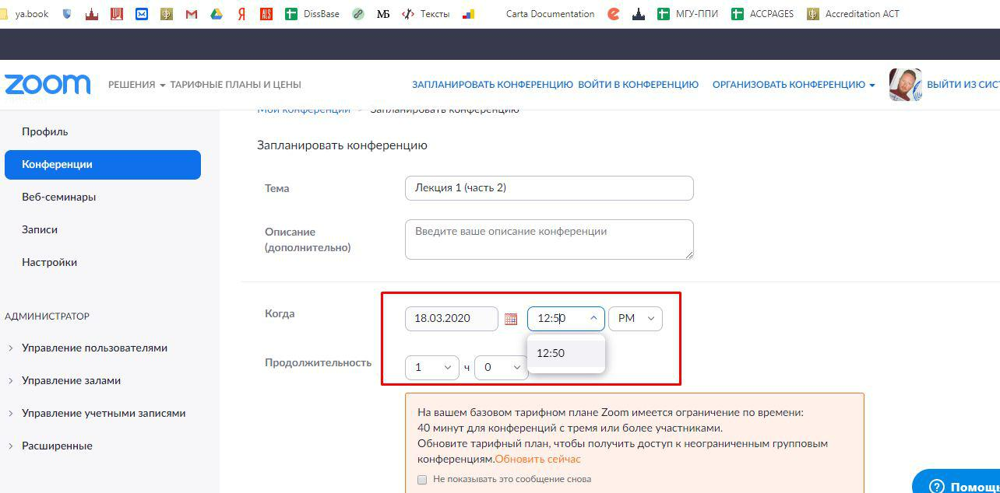 ya.book DissBase МБ Тексты Carta Documentation МГУ-ППИ ACCPAGES Accreditation ACT
zoom РЕШЕНИЯ ТАРИФНЫЕ ПЛАНЫ И ЦЕНЫ ЗАПЛАНИРОВАТЬ КОНФЕРЕНЦИЮ ВОЙТИ В КОНФЕРЕНЦИЮ ОРГАНИЗОВАТЬ КОНФЕРЕНЦИЮ ВЫЙТИ ИЗ СИС
Мои конференции > Запланировать конференцию
Профиль
Конференции
Веб-семинары
Записи
Настройки
АДМИНИСТРАТОР
Управление пользователями
Управление залами
Управление учетными записями
Расширенные
Запланировать конференцию
Тема Лекция 1 (часть 2)
Описание
(дополнительно)
Введите ваше описание конференции
Когда 18.03.2020 12:50 PM
12:50
Продолжительность 1 ч 0
На вашем базовом тарифном плане Zoom имеется ограничение по времени:
40 минут для конференций с тремя или более участниками.
Обновите тарифный план, чтобы получить доступ к неограниченным групповым
конференциям.Обновить сейчас
Не показывать это сообщение снова
Помощь